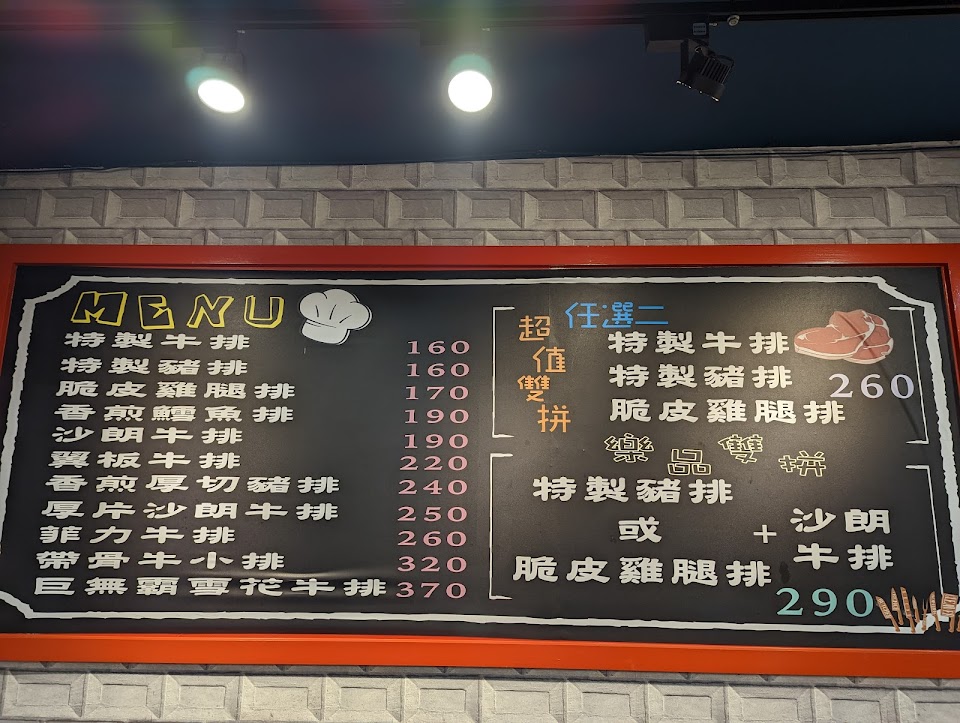 MENU
特製牛排 160
特製豬排 160
脆皮雞腿排 170
香煎鱈魚排 190
沙朗牛排 190
翼板牛排 220
香煎厚切豬排 240
厚片沙朗牛排 250
菲力牛排 260
帶骨牛小排 320
巨無霸雪花牛排 370
超值雙拼
任選二
特製牛排
特製豬排
脆皮雞腿排
260
樂品雙拼
特製豬排
或
脆皮雞腿排
+
沙朗
牛排
290